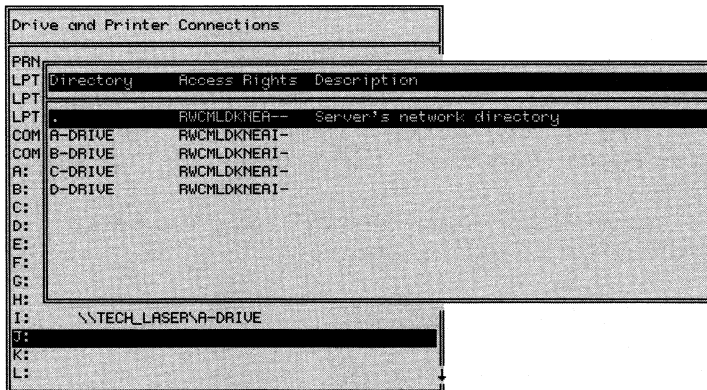 Drive and Printer Connections
PRN
LPT Directory Access Rights Description
LPT
LPT . RWCMLDKNEA-- Server's network directory
COM A-DRIVE RWCMLDKNEAI-
COM B-DRIVE RWCMLDKNEAI-
A: C-DRIVE RWCMLDKNEAI-
B: D-DRIVE RWCMLDKNEAI-
C:
D:
E:
F:
G:
H:
I: \\TECH_LASER\A-DRIVE
J:
K:
L: